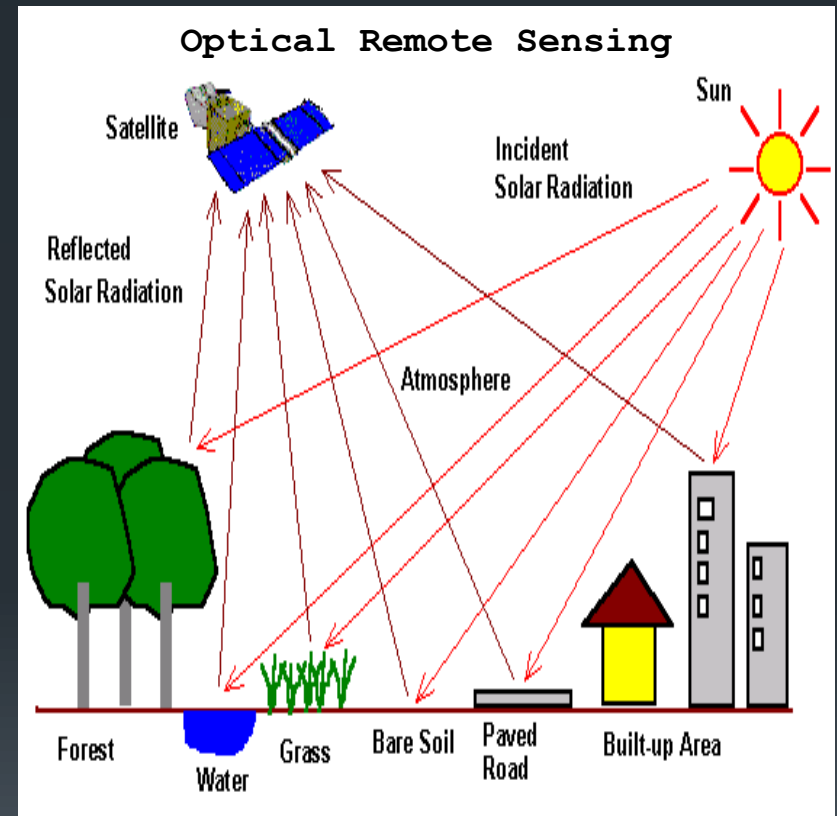 Optical Remote Sensing
Sun
Satellite
Incident
Solar Radiation
Reflected
Solar Radiation
Atmosphere
Forest
Water
Grass
Bare Soil
Paved
Road
Built-up Area